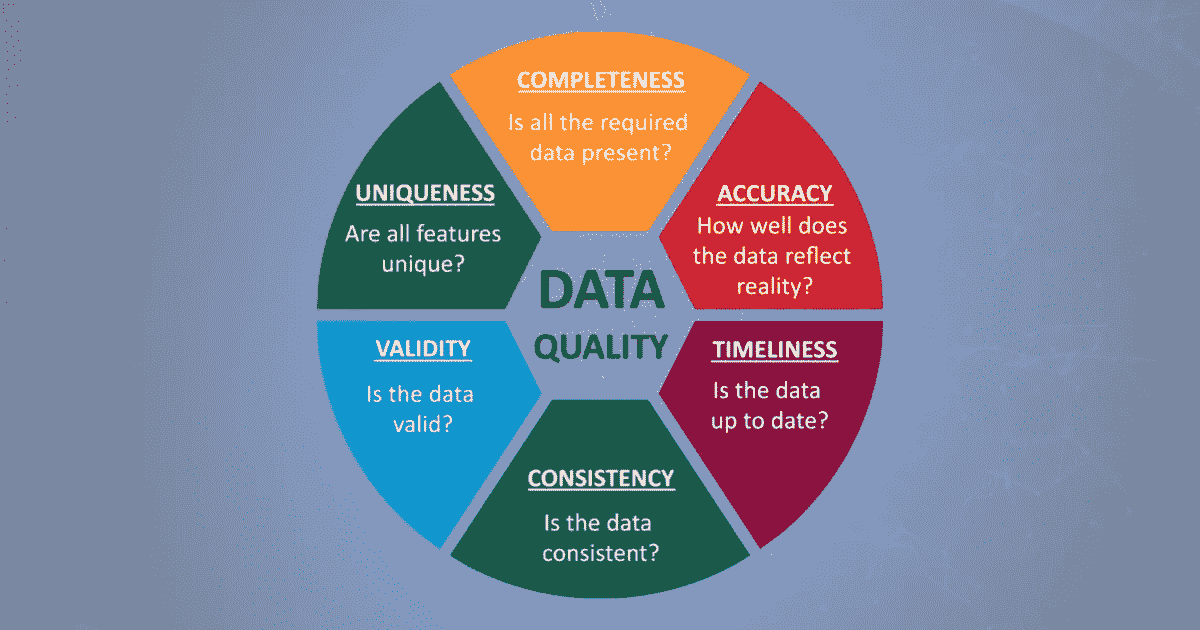 COMPLETENESS
Is all the required
data present?
ACCURACY
How well does
the data reflect
reality?
TIMELINESS
Is the data
up to date?
CONSISTENCY
Is the data
consistent?
VALIDITY
Is the data
valid?
UNIQUENESS
Are all features
unique?
DATA
QUALITY